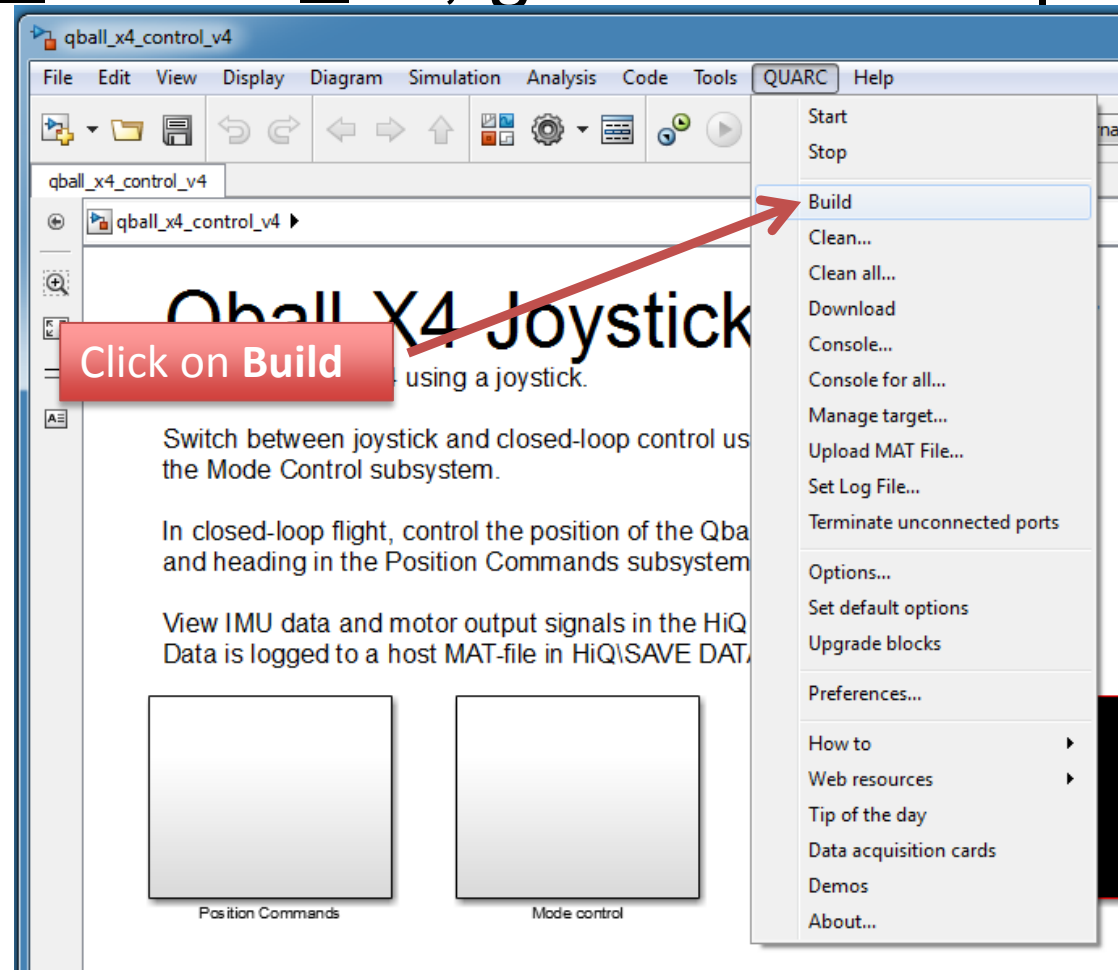 qball_x4_control_v4
File Edit View Display Diagram Simulation Analysis Code Tools QUARC Help
qball_x4_control_v4
qball_x4_control_v4
Qball X4 Joystick
Click on Build
using a joystick.
Switch between joystick and closed-loop control us
the Mode Control subsystem.
In closed-loop flight, control the position of the Qba
and heading in the Position Commands subsystem
View IMU data and motor output signals in the HiQ
Data is logged to a host MAT-file in HiQ\SAVE DATA
Position Commands
Mode control
Start
Stop
Build
Clean...
Clean all...
Download
Console...
Console for all...
Manage target...
Upload MAT File...
Set Log File...
Terminate unconnected ports
Options...
Set default options
Upgrade blocks
Preferences...
How to
Web resources
Tip of the day
Data acquisition cards
Demos
About...